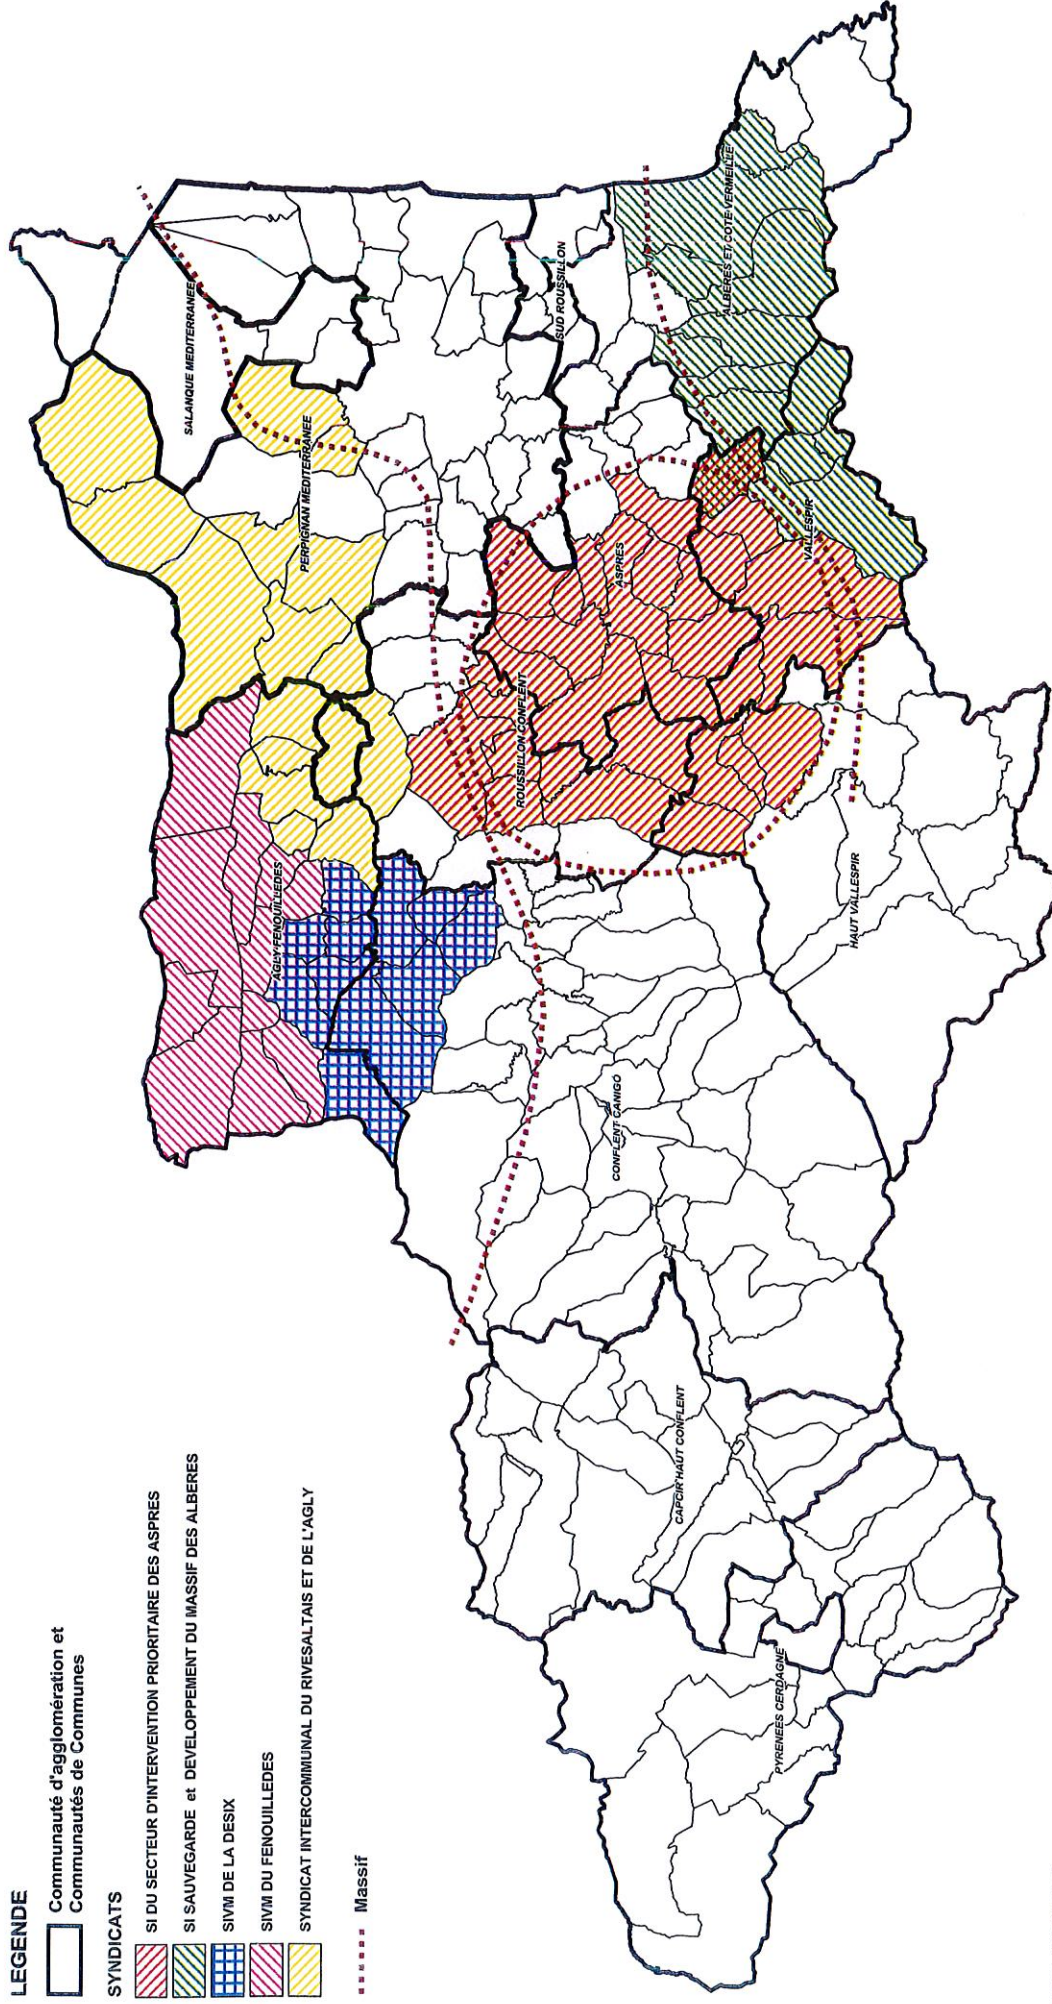 LEGENDE
Communauté d'agglomération et
Communautés de Communes
SYNDICATS
SI DU SECTEUR D'INTERVENTION PRIORITAIRE DES ASPRES
SI SAUVEGARDE et DEVELOPPEMENT DU MASSIF DES ALBERES
SIVM DE LA DESIX
SIVM DU FENOUILLEDES
SYNDICAT INTERCOMMUNAL DU RIVESALTAIS ET DE L'AGLY
Massif
SALANQUE MEDITERRANEE
PERPIGNAN MEDITERRANEE
AGLY FENOUILLEDES
SUD ROUSSILLON
ROUSSILLON CONFLENT
ASPRES
ALBERES ET COTE VERMEILLE
VALLESPIR
HAUT VALLESPIR
CONFLENT CANIGÓ
CAPCIR HAUT CONFLENT
PYRENEES CERDAGNE